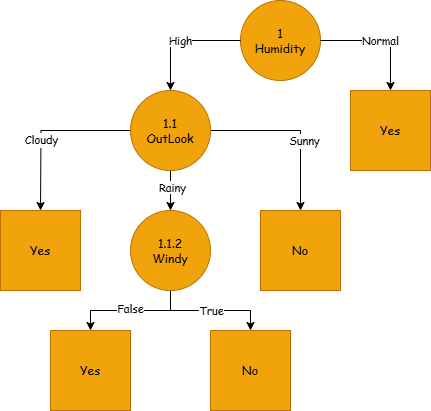 1
Humidity
High
Normal
1.1
OutLook
Yes
Cloudy
Sunny
Rainy
Yes
1.1.2
Windy
No
False
True
Yes
No